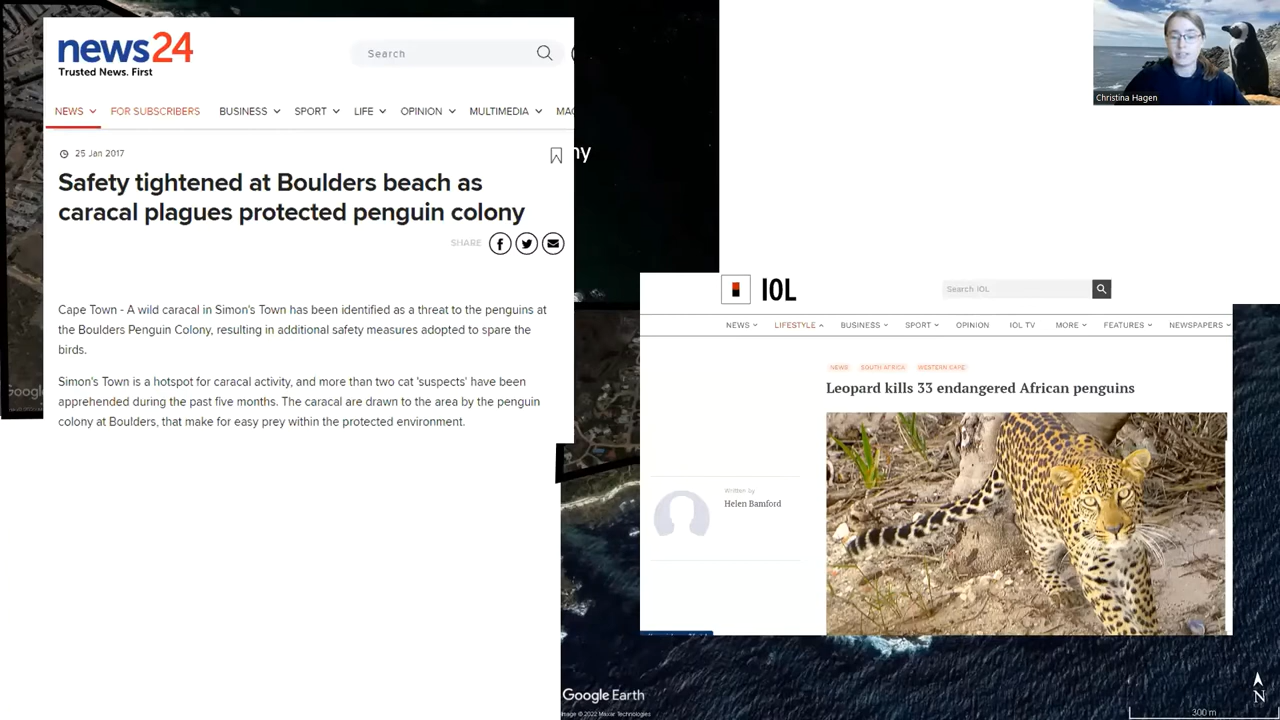 news24
Trusted News. First
Search
NEWS
FOR SUBSCRIBERS
BUSINESS
SPORT
LIFE
OPINION
MULTIMEDIA
MAG
25 Jan 2017
ny
Safety tightened at Boulders beach as
caracal plagues protected penguin colony
SHARE
Cape Town - A wild caracal in Simon's Town has been identified as a threat to the penguins at
the Boulders Penguin Colony, resulting in additional safety measures adopted to spare the
birds.
Simon's Town is a hotspot for caracal activity, and more than two cat 'suspects' have been
apprehended during the past five months. The caracal are drawn to the area by the penguin
colony at Boulders, that make for easy prey within the protected environment.
Google
Christina Hagen
IOL
Search IOL
NEWS
LIFESTYLE
BUSINESS
SPORT
OPINION
IOL TV
MORE
FEATURES
NEWSPAPERS
NEWS
SOUTH AFRICA
WESTERN CAPE
Leopard kills 33 endangered African penguins
Written by
Helen Bamford
Google Earth
Image © 2022 Maxar Technologies
N
300 m